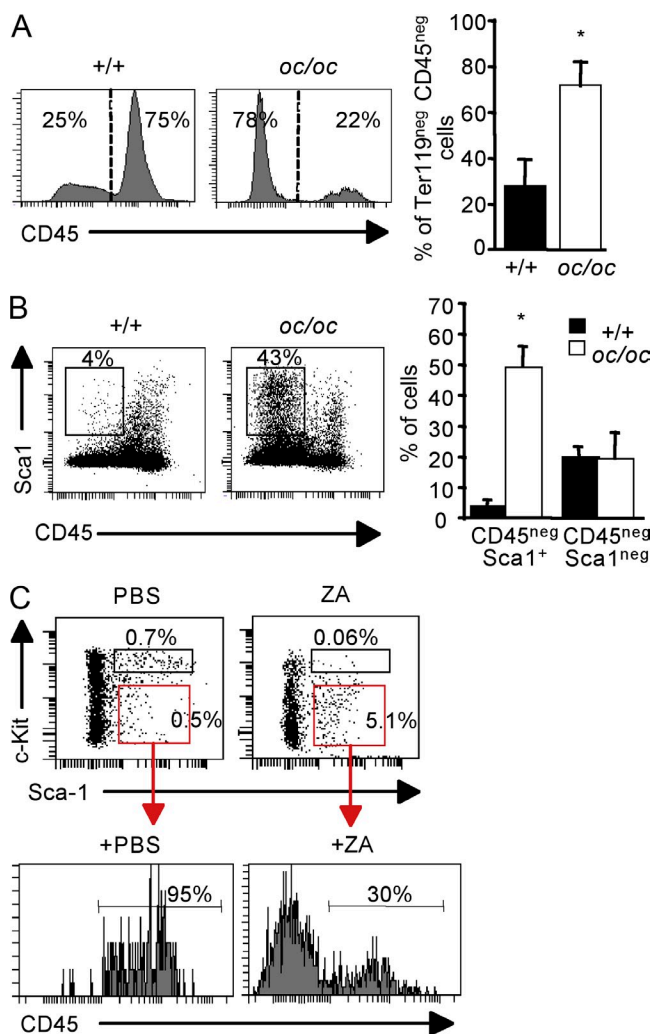 A
+/+
oc/oc
25%
75%
78%
22%
CD45
% of Ter119neg CD45neg
cells
100
80
60
40
20
0
*
+/+
oc/oc
B
+/+
oc/oc
4%
43%
Sca1
CD45
% of cells
70
60
50
40
30
20
10
0
*
+/+
oc/oc
CD45neg
Sca1+
CD45neg
Sca1neg
C
PBS
ZA
0.7%
0.06%
0.5%
5.1%
c-Kit
Sca-1
+PBS
+ZA
95%
30%
CD45